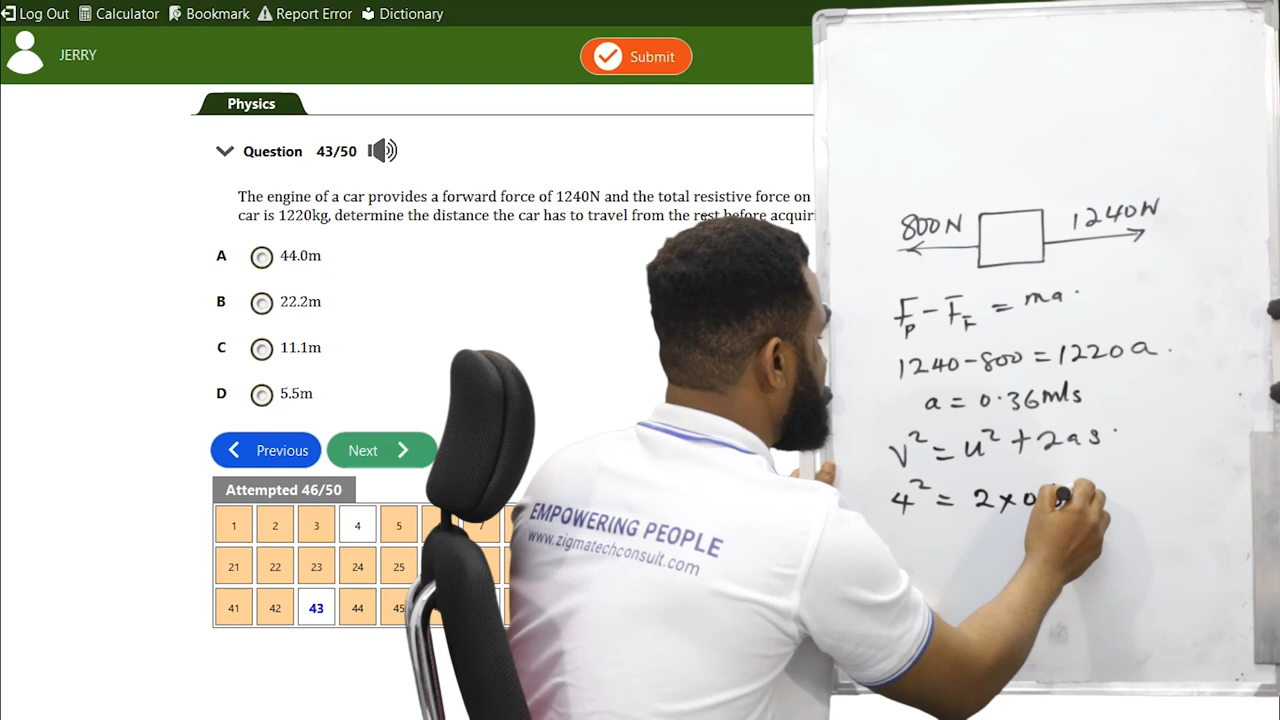 Log Out Calculator Bookmark Report Error Dictionary
JERRY
Submit
Physics
Question 43/50
The engine of a car provides a forward force of 1240N and the total resistive force on
car is 1220kg, determine the distance the car has to travel from the rest before acquiri
A 44.0m
B 22.2m
C 11.1m
D 5.5m
Previous Next
Attempted 46/50
1 2 3 4 5 7
21 22 23 24 25
41 42 43 44 45
EMPOWERING PEOPLE
www.zigmatechconsult.com
800N 1240N
Fp - FF = ma.
1240-800 = 1220a.
a = 0.36m/s
v² = u² + 2as.
4² = 2×0